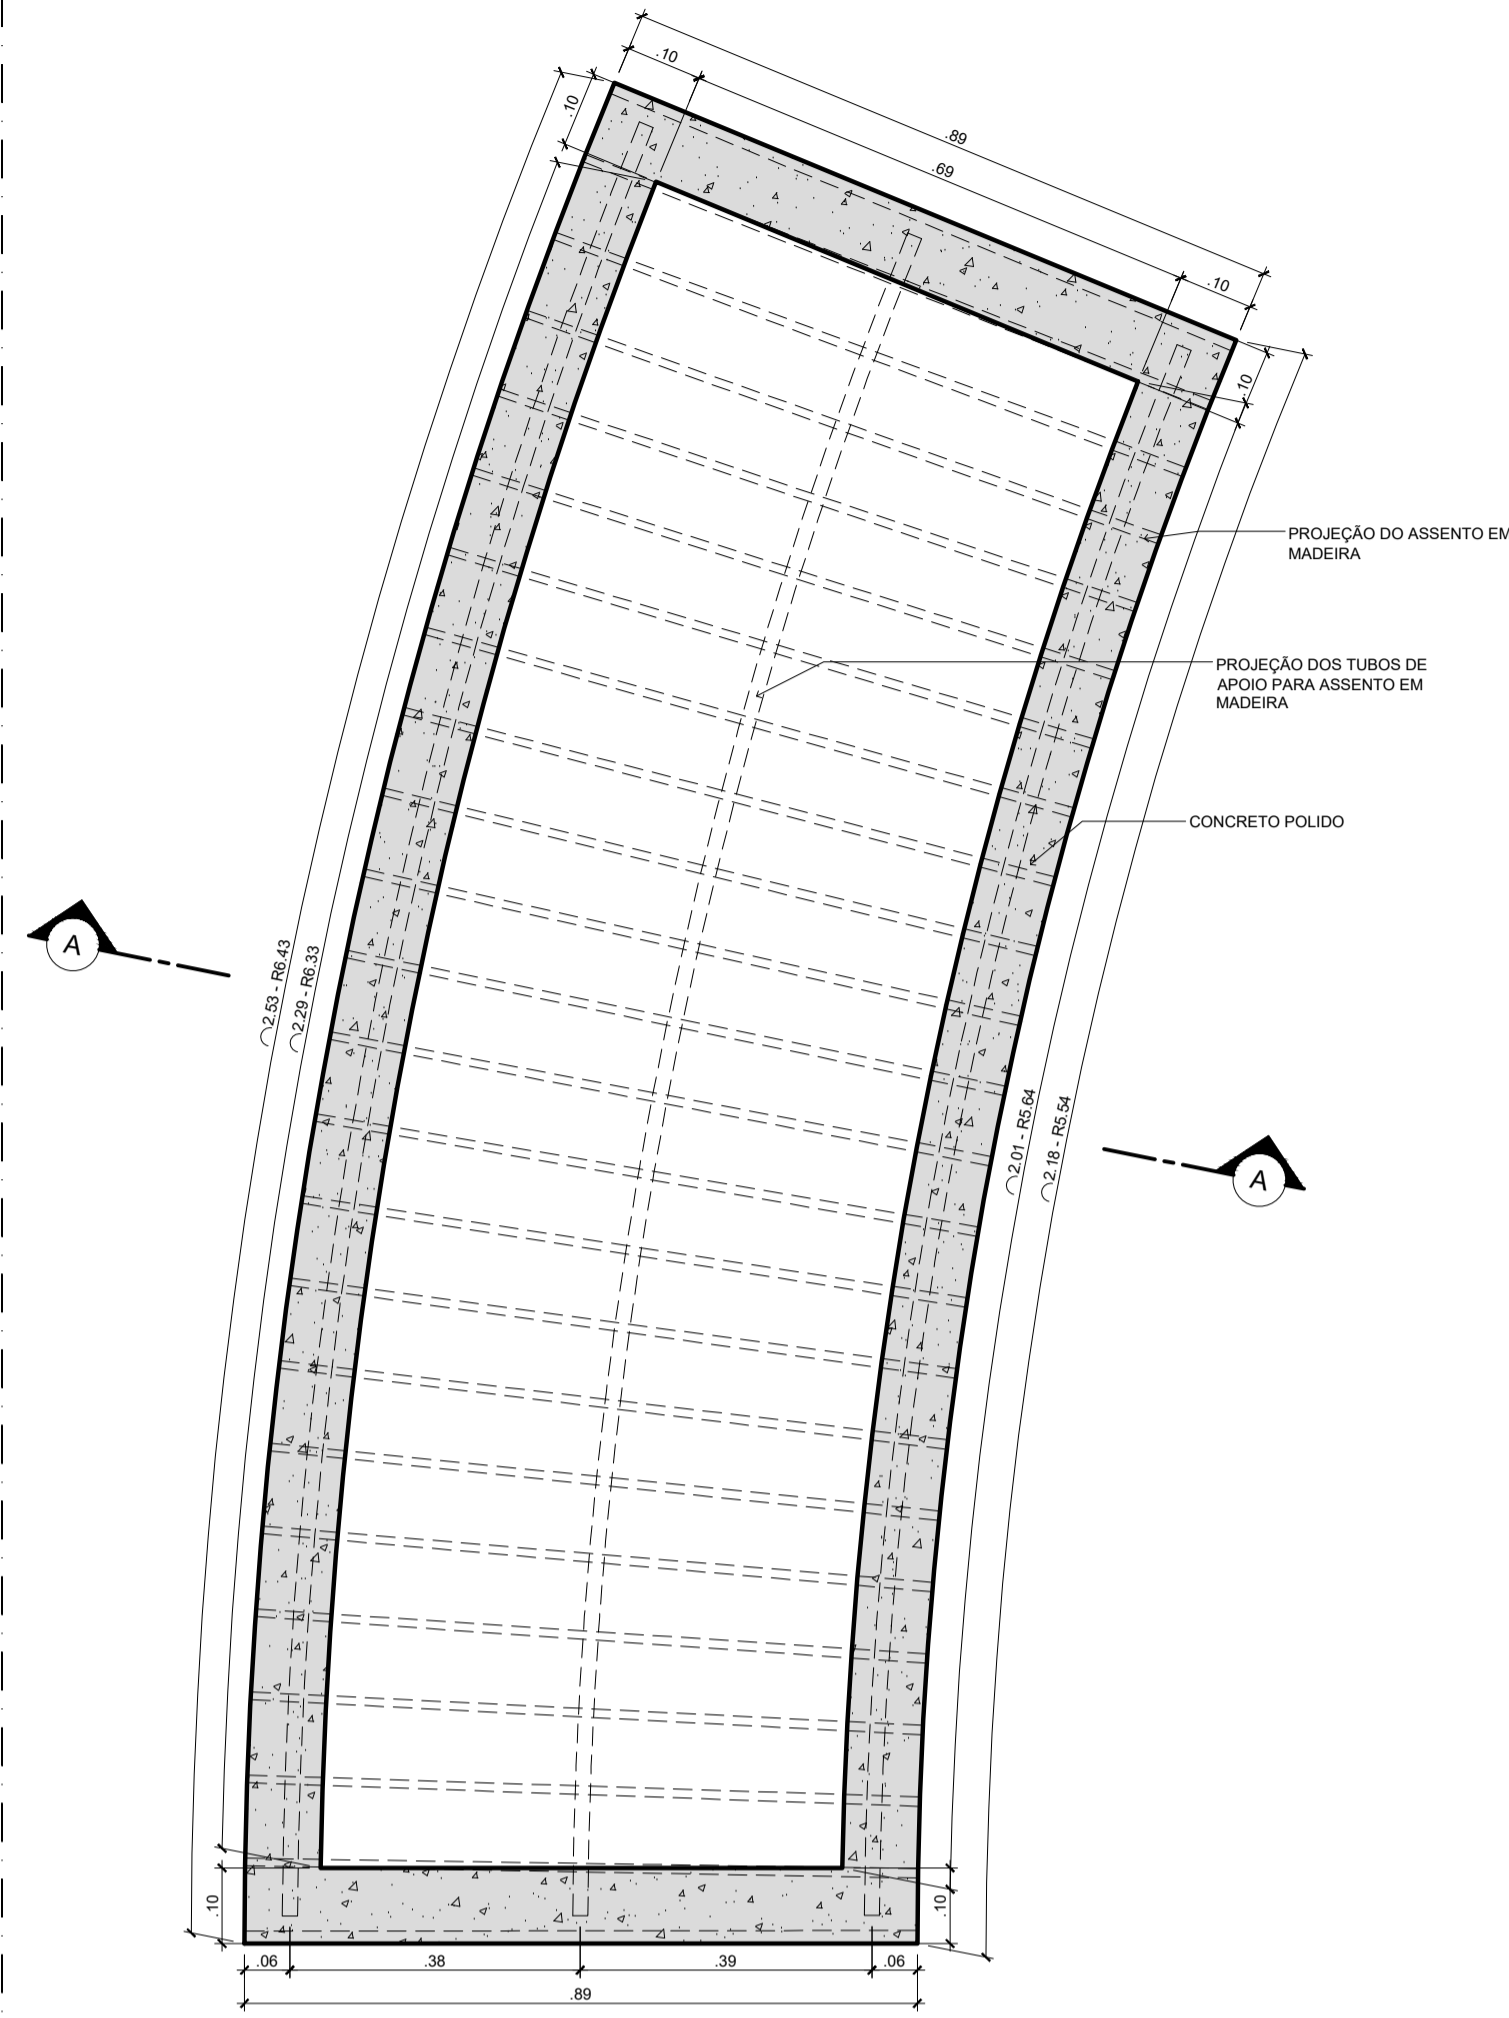 .10
.10
.89
.69
.10
.10
PROJEÇÃO DO ASSENTO EM
MADEIRA
PROJEÇÃO DOS TUBOS DE
APOIO PARA ASSENTO EM
MADEIRA
CONCRETO POLIDO
A
2.53 - R6.43
2.29 - R6.33
2.01 - R5.64
2.18 - R5.54
A
.10
.10
.06
.38
.39
.06
.89